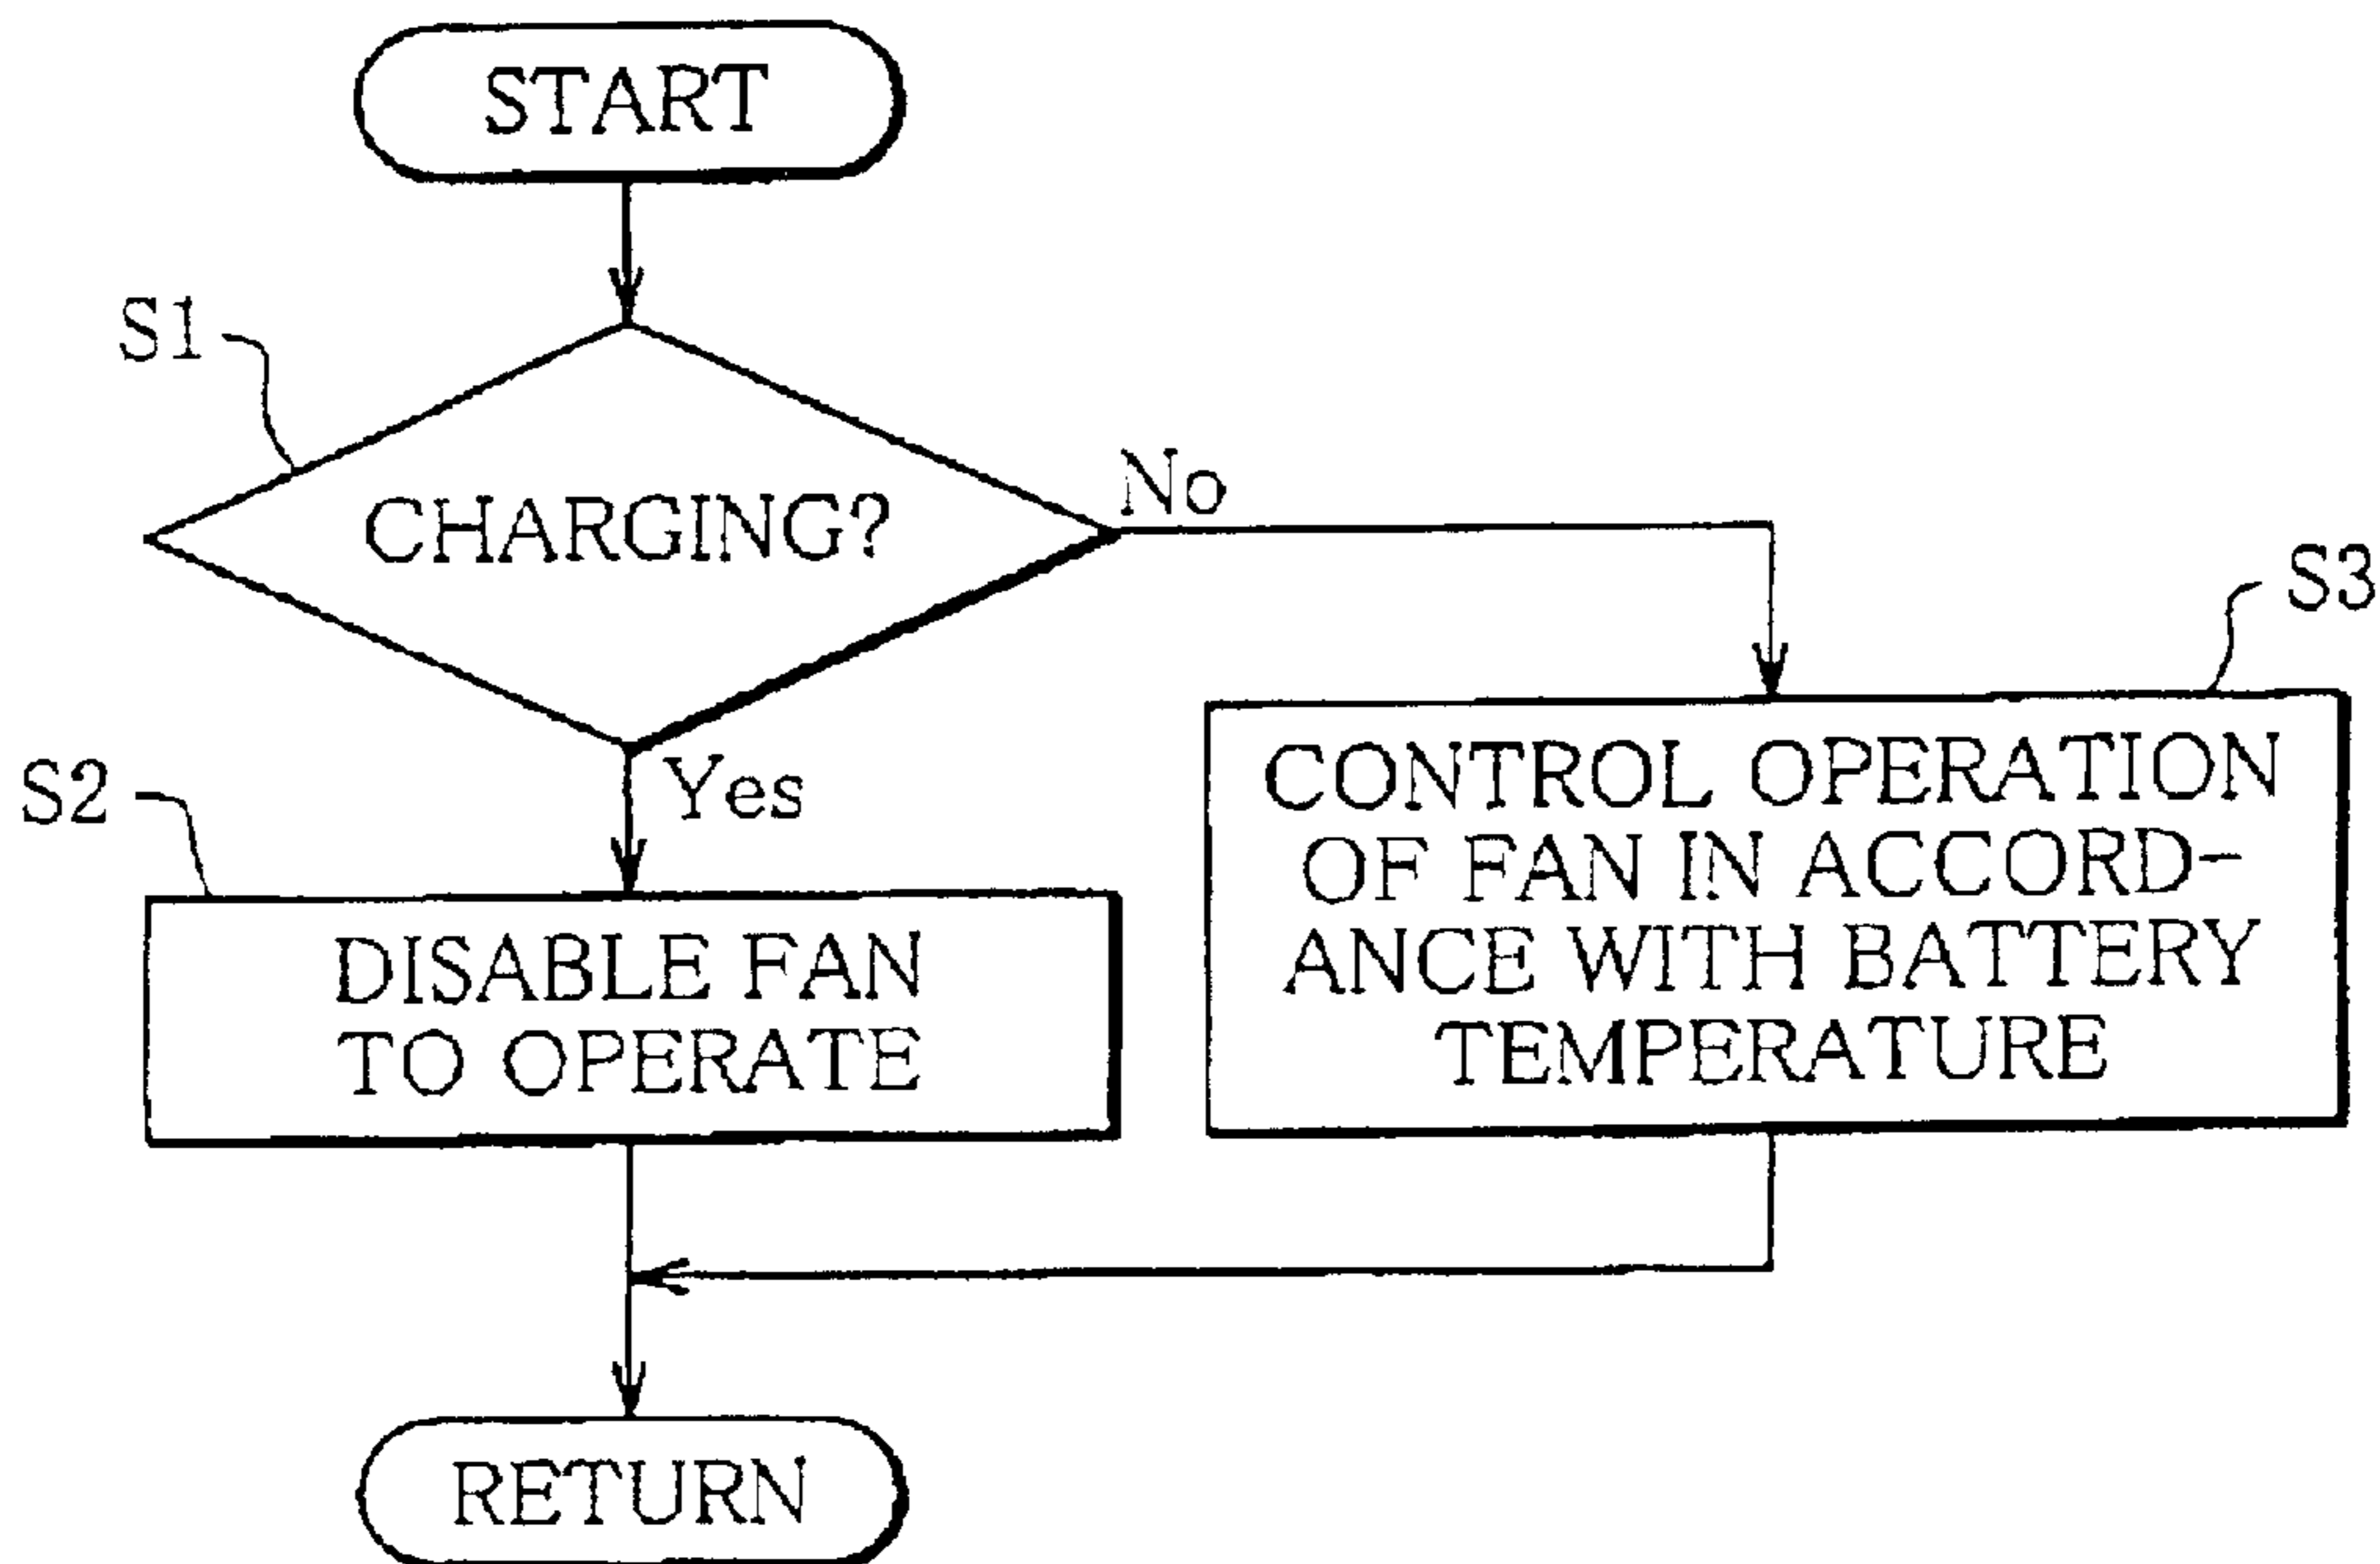 START
S1
CHARGING?
No
S3
Yes
S2
CONTROL OPERATION
OF FAN IN ACCORD-
ANCE WITH BATTERY
TEMPERATURE
DISABLE FAN
TO OPERATE
RETURN